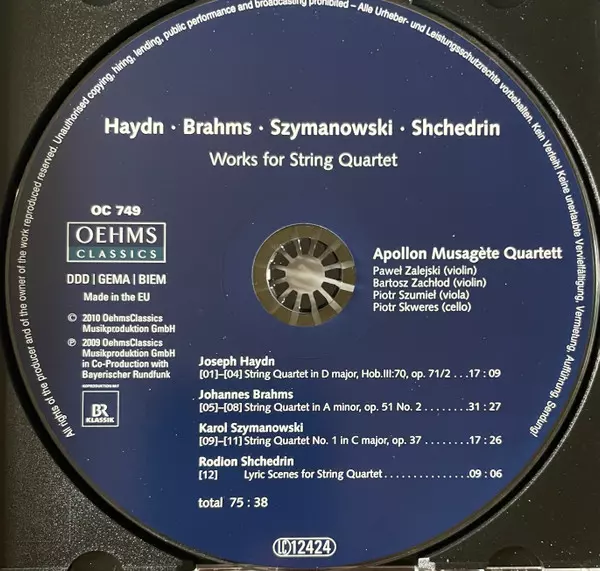 All rights of the producer and of the owner of the work reproduced reserved. Unauthorised copying, hiring, lending, public performance and broadcasting prohibited – Alle Urheber- und Leistungsschutzrechte vorbehalten. Kein Verleih! Keine unerlaubte Vervielfältigung, Vermietung, Aufführung, Sendung!
Haydn · Brahms · Szymanowski · Shchedrin
Works for String Quartet
OC 749
OEHMS
CLASSICS
DDD | GEMA | BIEM
Made in the EU
© 2010 OehmsClassics
Musikproduktion GmbH
℗ 2009 OehmsClassics
Musikproduktion GmbH
in Co-Production with
Bayerischer Rundfunk
KOPRODUKTION MIT
BR
KLASSIK
Apollon Musagète Quartett
Paweł Zalejski (violin)
Bartosz Zachłod (violin)
Piotr Szumieł (viola)
Piotr Skweres (cello)
Joseph Haydn
[01]–[04] String Quartet in D major, Hob.III:70, op. 71/2 ...17 : 09
Johannes Brahms
[05]–[08] String Quartet in A minor, op. 51 No. 2 ........31 : 27
Karol Szymanowski
[09]–[11] String Quartet No. 1 in C major, op. 37 ........17 : 26
Rodion Shchedrin
[12] Lyric Scenes for String Quartet...............09 : 06
total 75 : 38
LC 12424